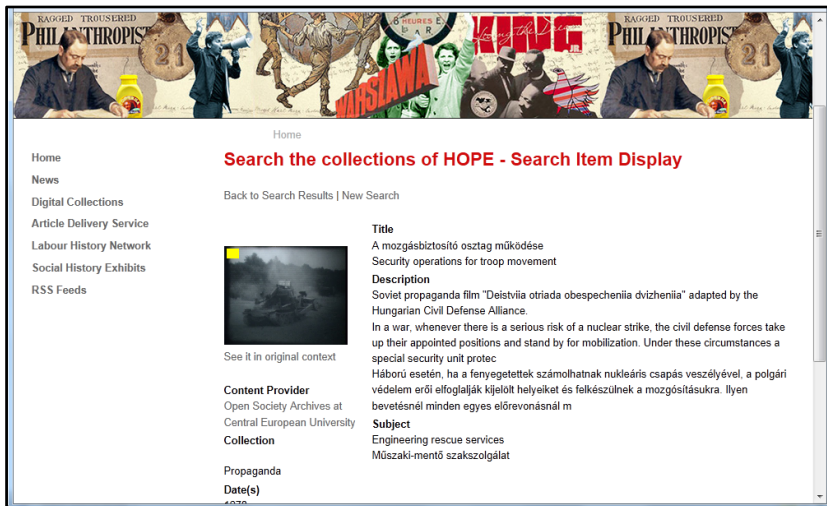 RAGGED TROUSERED
PHILANTHROPIST
21
8 HEURES E
WARSZAWA
KING
JR.
Living the Dream
RAGGED TROUSERED
PHILANTHROPIST
21
Home
Home
News
Digital Collections
Article Delivery Service
Labour History Network
Social History Exhibits
RSS Feeds
Search the collections of HOPE - Search Item Display
Back to Search Results | New Search
See it in original context
Content Provider
Open Society Archives at
Central European University
Collection
Propaganda
Date(s)
Title
A mozgásbiztosító osztag működése
Security operations for troop movement
Description
Soviet propaganda film "Deistviia otriada obespecheniia dvizheniia" adapted by the
Hungarian Civil Defense Alliance.
In a war, whenever there is a serious risk of a nuclear strike, the civil defense forces take
up their appointed positions and stand by for mobilization. Under these circumstances a
special security unit protec
Háború esetén, ha a fenyegetettek számolhatnak nukleáris csapás veszélyével, a polgári
védelem erői elfoglalják kijelölt helyeiket és felkészülnek a mozgósításukra. Ilyen
bevetésnél minden egyes előrevonásnál m
Subject
Engineering rescue services
Műszaki-mentő szakszolgálat